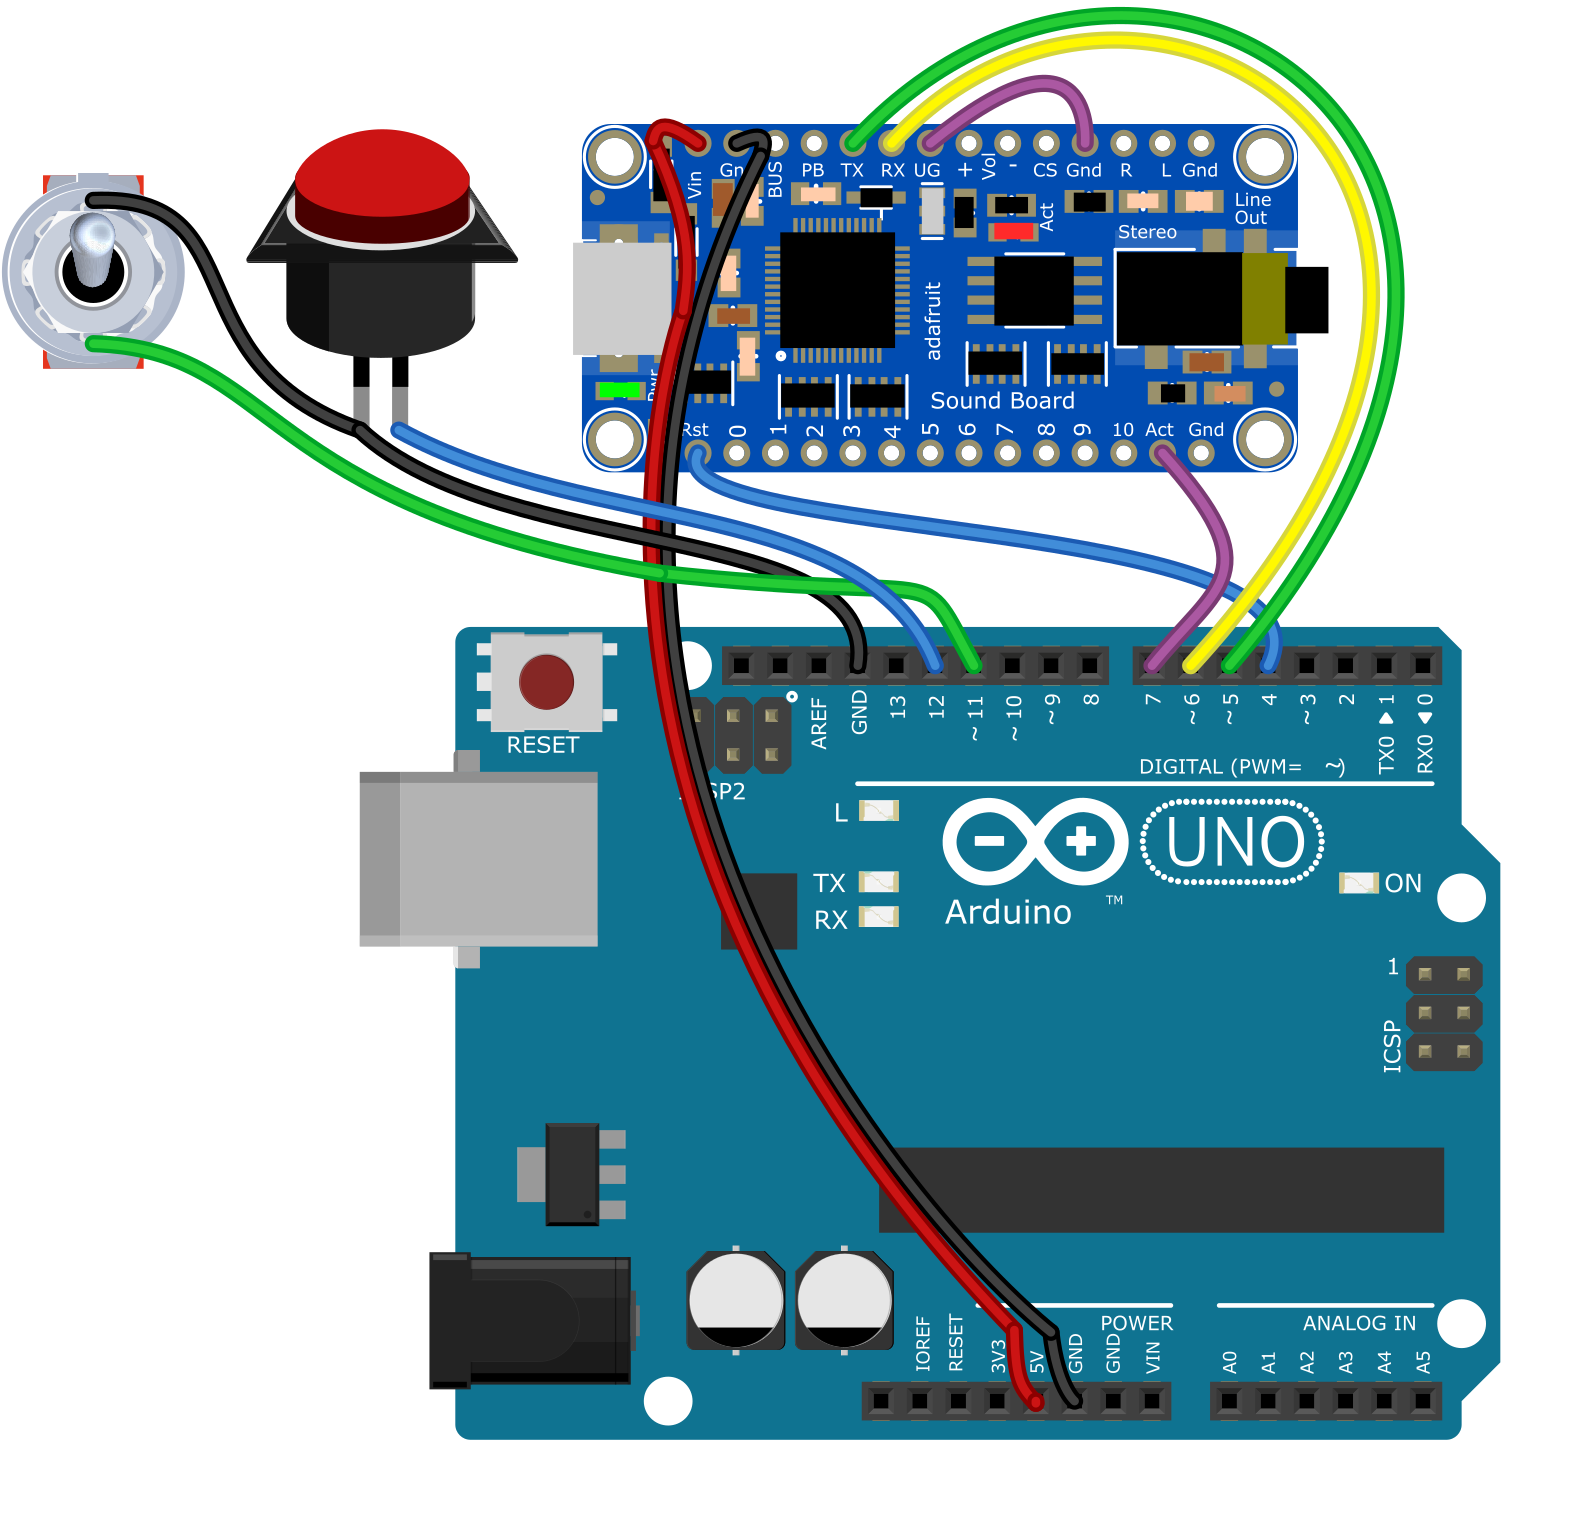 Vin
Gn
BUS
PB
TX
RX
UG
+
Vol
-
CS
Gnd
R
L
Gnd
Line
Out
Act
Stereo
adafruit
Sound Board
Rst
0
1
2
3
4
5
6
7
8
9
10
Act
Gnd
RESET
AREF
GND
13
12
~11
~10
~9
8
7
~6
~5
4
~3
2
TX0 ▶ 1
RX0 ◀ 0
DIGITAL (PWM= ~)
L
TX
RX
UNO
Arduino
TM
ON
1
ICSP
IOREF
RESET
3V3
5V
GND
GND
VIN
POWER
ANALOG IN
A0
A1
A2
A3
A4
A5